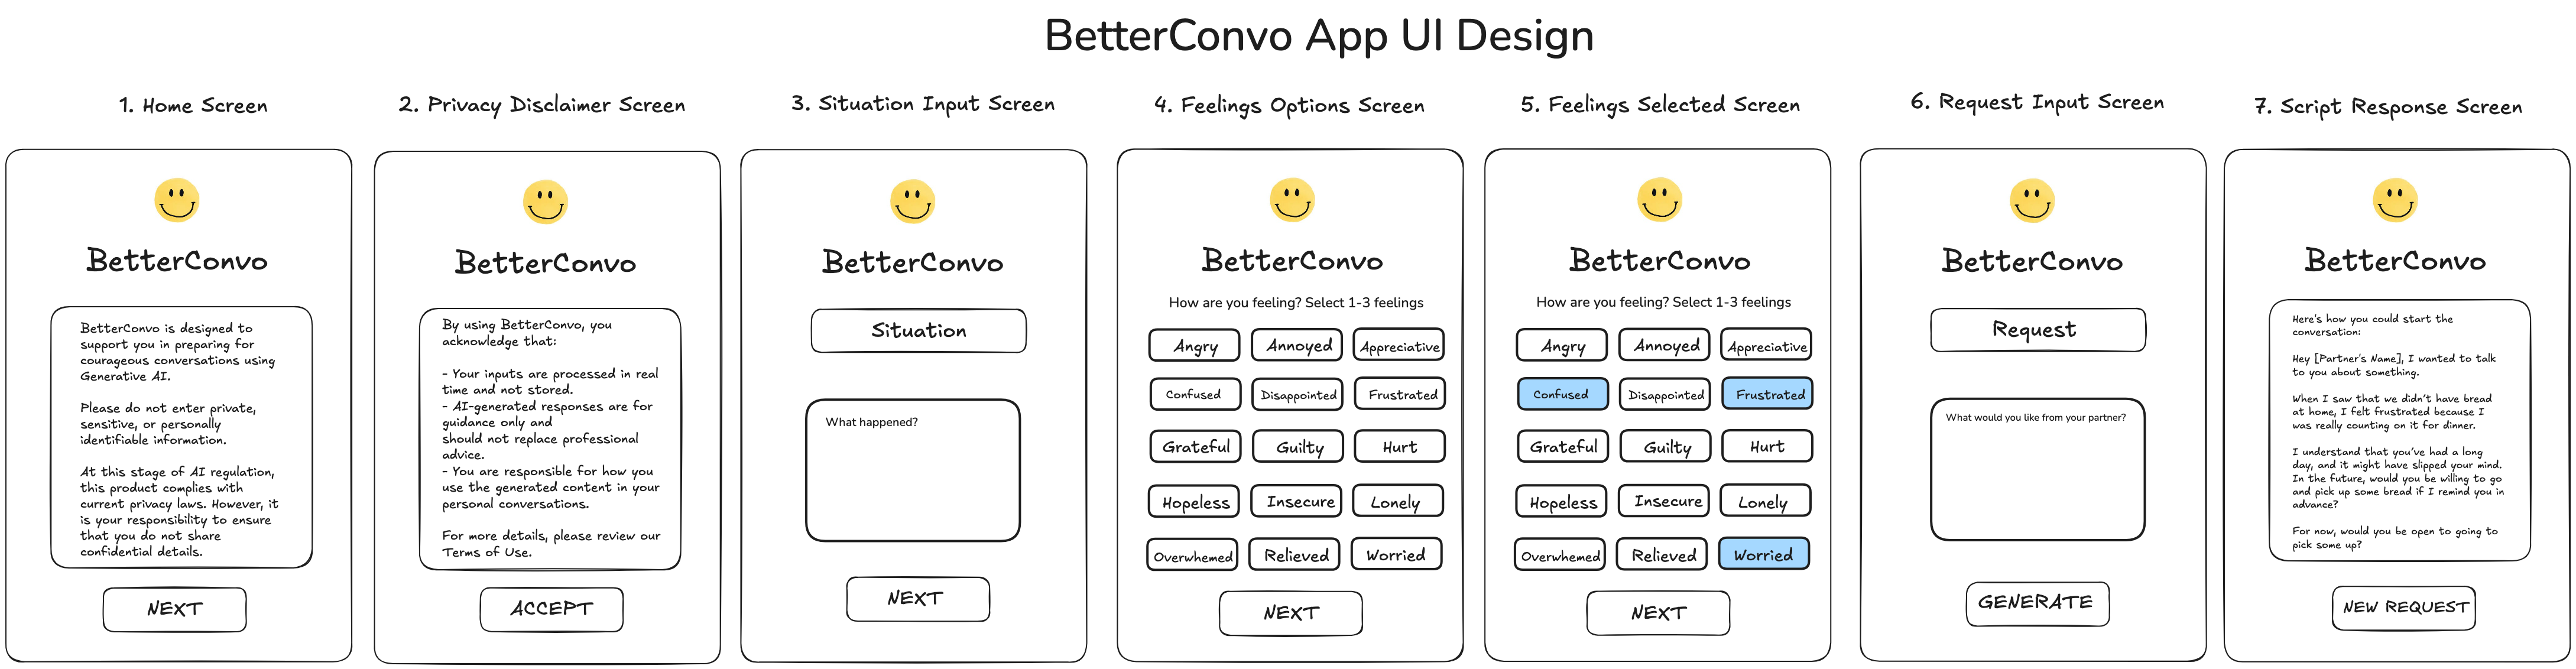 BetterConvo App UI Design
1. Home Screen
BetterConvo
BetterConvo is designed to
support you in preparing for
courageous conversations using
Generative AI.
Please do not enter private,
sensitive, or personally
identifiable information.
At this stage of AI regulation,
this product complies with
current privacy laws. However, it
is your responsibility to ensure
that you do not share
confidential details.
NEXT
2. Privacy Disclaimer Screen
BetterConvo
By using BetterConvo, you
acknowledge that:
- Your inputs are processed in real
time and not stored.
- AI-generated responses are for
guidance only and
should not replace professional
advice.
- You are responsible for how you
use the generated content in your
personal conversations.
For more details, please review our
Terms of Use.
ACCEPT
3. Situation Input Screen
BetterConvo
Situation
What happened?
NEXT
4. Feelings Options Screen
BetterConvo
How are you feeling? Select 1-3 feelings
Angry Annoyed Appreciative
Confused Disappointed Frustrated
Grateful Guilty Hurt
Hopeless Insecure Lonely
Overwhemed Relieved Worried
NEXT
5. Feelings Selected Screen
BetterConvo
How are you feeling? Select 1-3 feelings
Angry Annoyed Appreciative
Confused Disappointed Frustrated
Grateful Guilty Hurt
Hopeless Insecure Lonely
Overwhemed Relieved Worried
NEXT
6. Request Input Screen
BetterConvo
Request
What would you like from your partner?
GENERATE
7. Script Response Screen
BetterConvo
Here's how you could start the
conversation:
Hey [Partner's Name], I wanted to talk
to you about something.
When I saw that we didn't have bread
at home, I felt frustrated because I
was really counting on it for dinner.
I understand that you've had a long
day, and it might have slipped your mind.
In the future, would you be willing to go
and pick up some bread if I remind you in
advance?
For now, would you be open to going to
pick some up?
NEW REQUEST